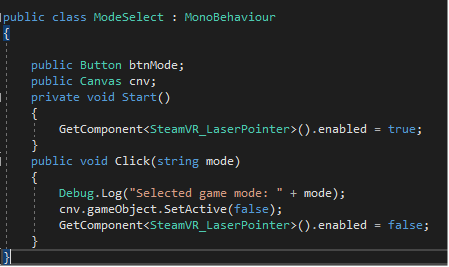 public class ModeSelect : MonoBehaviour
{
public Button btnMode;
public Canvas cnv;
private void Start()
{
GetComponent<SteamVR_LaserPointer>().enabled = true;
}
public void Click(string mode)
{
Debug.Log("Selected game mode: " + mode);
cnv.gameObject.SetActive(false);
GetComponent<SteamVR_LaserPointer>().enabled = false;
}
}